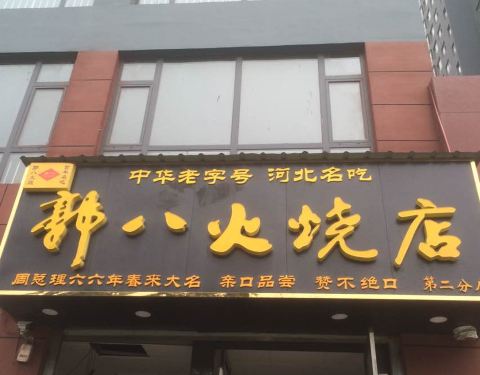 中华老字号 河北名吃
郭八火烧店
周总理六六年春来大名 亲口品尝 赞不绝口 第二分店